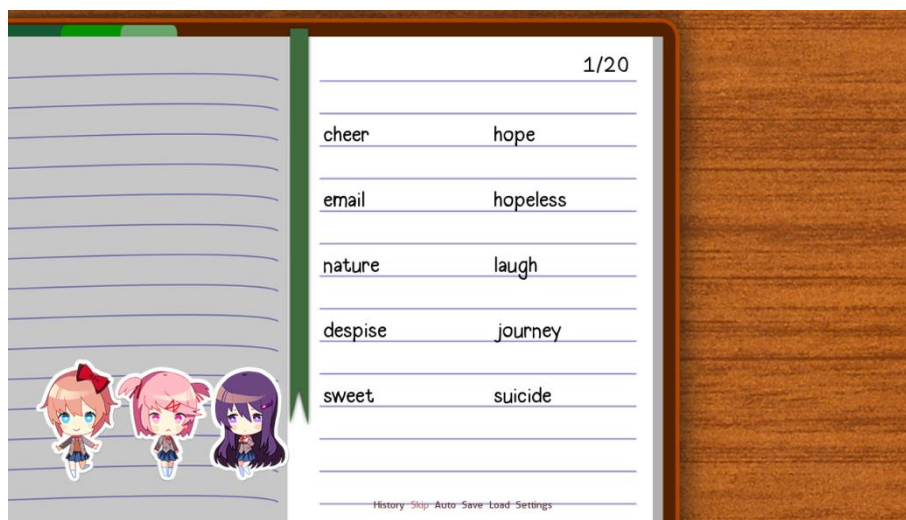 1/20
cheer hope
email hopeless
nature laugh
despise journey
sweet suicide
History Skip Auto Save Load Settings